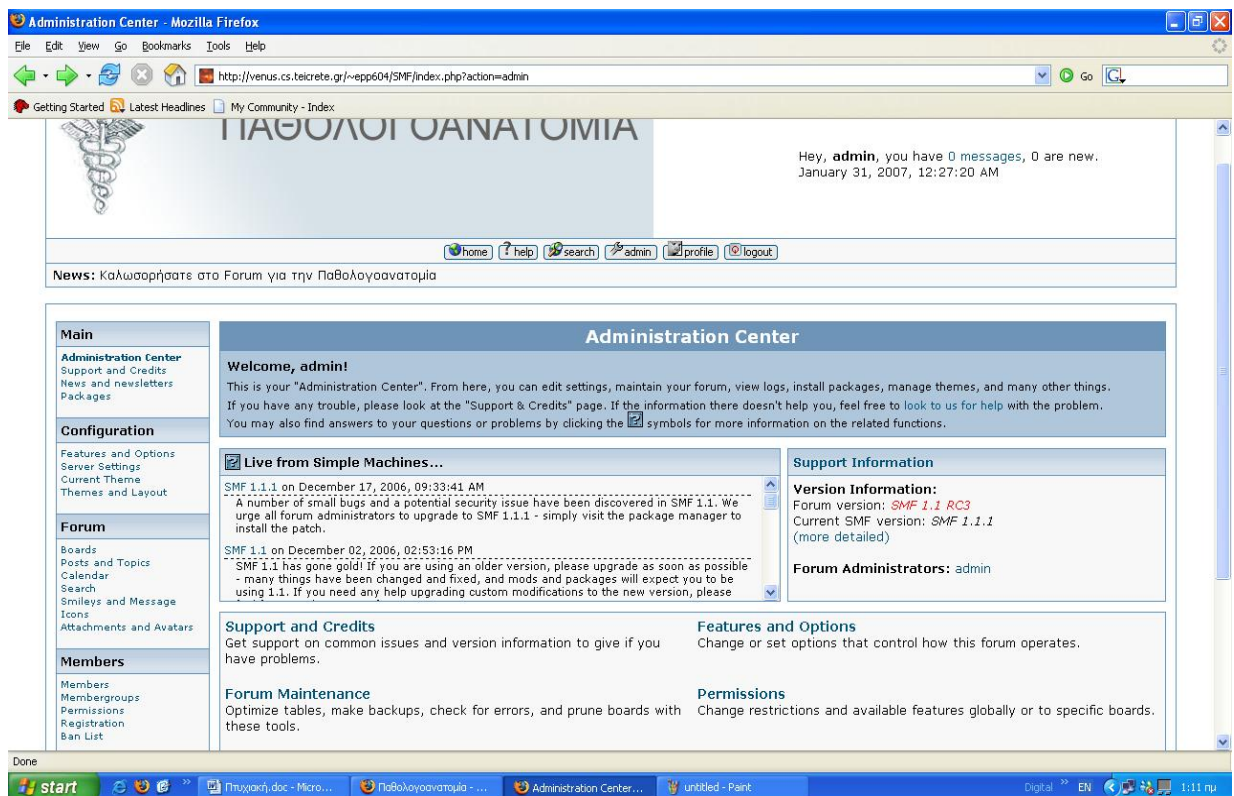 Administration Center - Mozilla Firefox
File Edit View Go Bookmarks Tools Help
http://venus.cs.teicrete.gr/~epp604/SMF/index.php?action=admin Go
Getting Started Latest Headlines My Community - Index
ΠΑΘΟΛΟΓΟΑΝΑΤΟΜΙΑ
Hey, admin, you have 0 messages, 0 are new.
January 31, 2007, 12:27:20 AM
home help search admin profile logout
News: Καλωσορήσατε στο Forum για την Παθολογοανατομία
Main
Administration Center
Support and Credits
News and newsletters
Packages
Configuration
Features and Options
Server Settings
Current Theme
Themes and Layout
Forum
Boards
Posts and Topics
Calendar
Search
Smileys and Message
Icons
Attachments and Avatars
Members
Members
Membergroups
Permissions
Registration
Ban List
Administration Center
Welcome, admin!
This is your "Administration Center". From here, you can edit settings, maintain your forum, view logs, install packages, manage themes, and many other things.
If you have any trouble, please look at the "Support & Credits" page. If the information there doesn't help you, feel free to look to us for help with the problem.
You may also find answers to your questions or problems by clicking the ? symbols for more information on the related functions.
? Live from Simple Machines...
SMF 1.1.1 on December 17, 2006, 09:33:41 AM
A number of small bugs and a potential security issue have been discovered in SMF 1.1. We
urge all forum administrators to upgrade to SMF 1.1.1 - simply visit the package manager to
install the patch.
SMF 1.1 on December 02, 2006, 02:53:16 PM
SMF 1.1 has gone gold! If you are using an older version, please upgrade as soon as possible
- many things have been changed and fixed, and mods and packages will expect you to be
using 1.1. If you need any help upgrading custom modifications to the new version, please
Support Information
Version Information:
Forum version: SMF 1.1 RC3
Current SMF version: SMF 1.1.1
(more detailed)
Forum Administrators: admin
Support and Credits
Get support on common issues and version information to give if you
have problems.
Features and Options
Change or set options that control how this forum operates.
Forum Maintenance
Optimize tables, make backups, check for errors, and prune boards with
these tools.
Permissions
Change restrictions and available features globally or to specific boards.
Done
start Πτυχιακή.doc - Micro... Παθολογοανατομία - ... Administration Center... untitled - Paint Digital EN 1:11 πμ